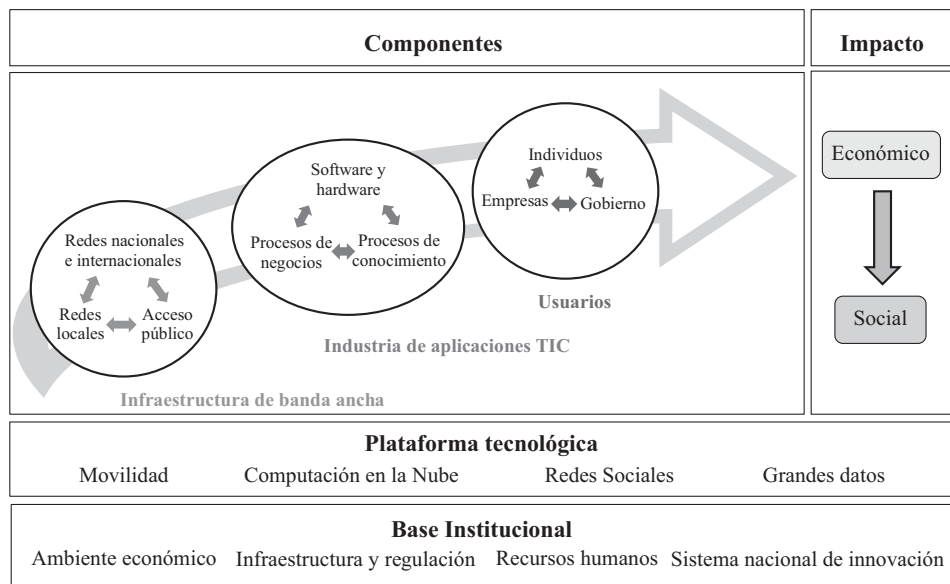 Componentes
Impacto
Redes nacionales
e internacionales
Redes
locales
Acceso
público
Infraestructura de banda ancha
Software y
hardware
Procesos de
negocios
Procesos de
conocimiento
Industria de aplicaciones TIC
Individuos
Empresas
Gobierno
Usuarios
Económico
Social
Plataforma tecnológica
Movilidad
Computación en la Nube
Redes Sociales
Grandes datos
Base Institucional
Ambiente económico
Infraestructura y regulación
Recursos humanos
Sistema nacional de innovación